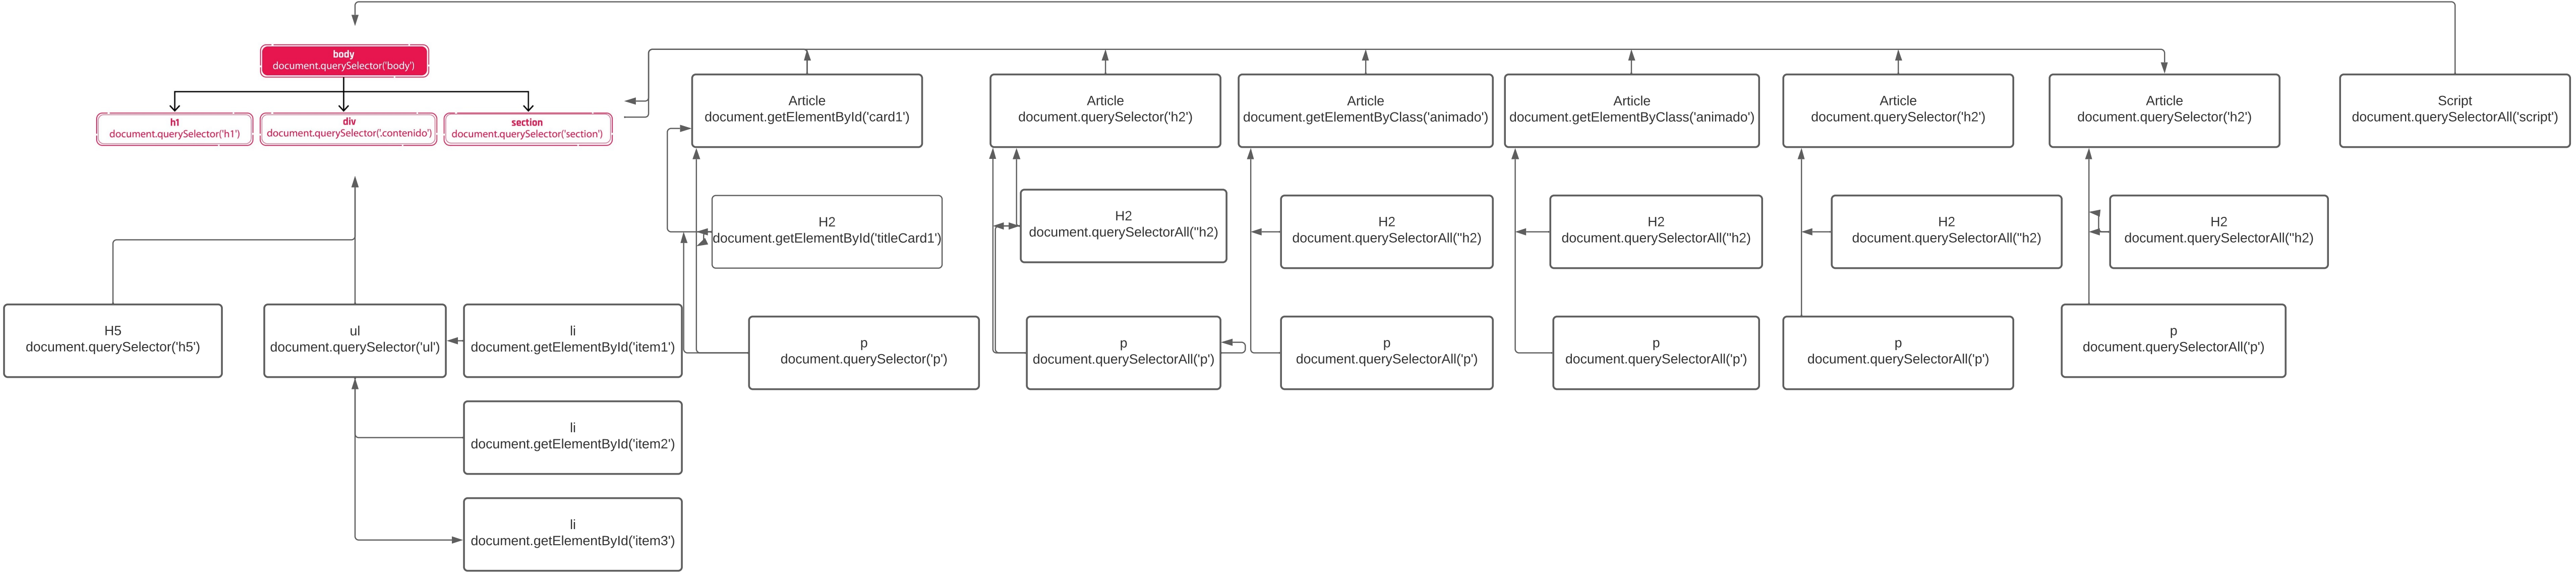 body
document.querySelector('body')
h1
document.querySelector('h1')
div
document.querySelector('.contenido')
section
document.querySelector('section')
Article
document.getElementById('card1')
Article
document.querySelector('h2')
Article
document.getElementByClass('animado')
Article
document.getElementByClass('animado')
Article
document.querySelector('h2')
Article
document.querySelector('h2')
Script
document.querySelectorAll('script')
H2
document.getElementById('titleCard1')
H2
document.querySelectorAll(''h2)
H2
document.querySelectorAll(''h2)
H2
document.querySelectorAll(''h2)
H2
document.querySelectorAll(''h2)
H2
document.querySelectorAll(''h2)
H5
document.querySelector('h5')
ul
document.querySelector('ul')
li
document.getElementById('item1')
p
document.querySelector('p')
p
document.querySelectorAll('p')
p
document.querySelectorAll('p')
p
document.querySelectorAll('p')
p
document.querySelectorAll('p')
p
document.querySelectorAll('p')
li
document.getElementById('item2')
li
document.getElementById('item3')